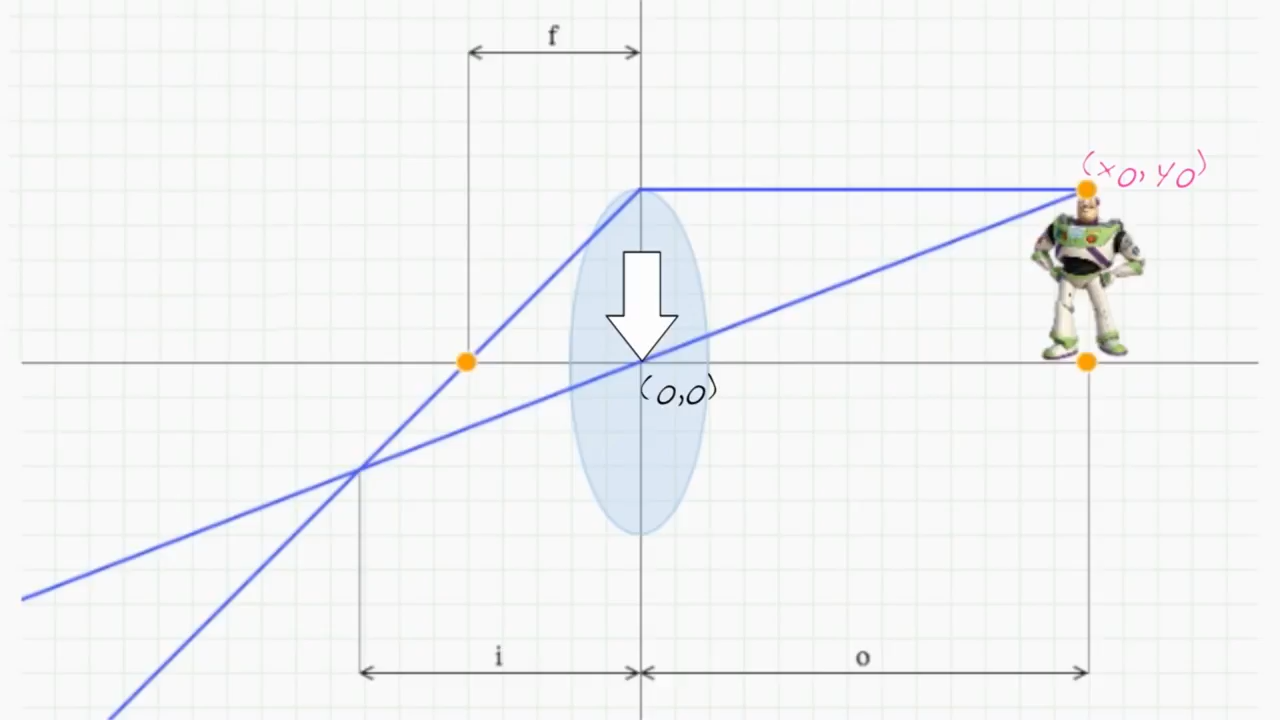 f
(x0, y0)
(0,0)
i
o